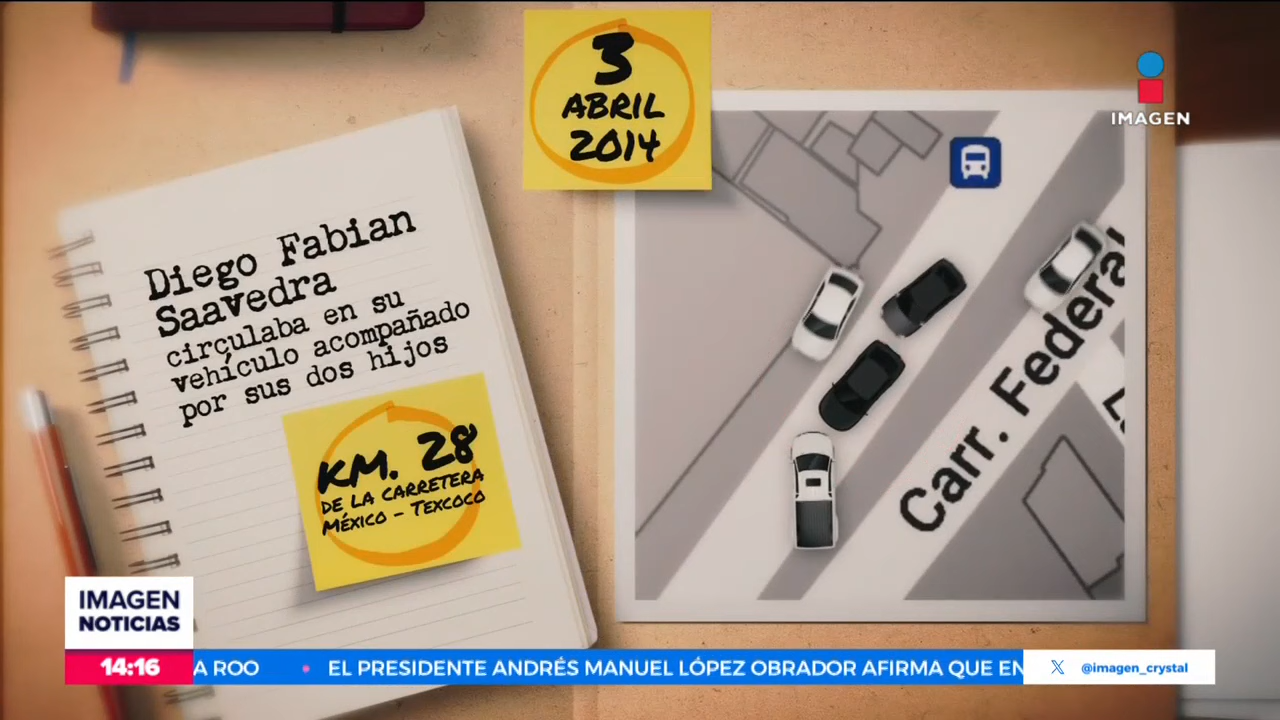 3
ABRIL
2014
IMAGEN
Diego Fabian
Saavedra
circulaba en su
vehículo acompañado
por sus dos hijos
KM. 28
DE LA CARRETERA
MÉXICO - TEXCOCO
Carr. Federal
IMAGEN
NOTICIAS
14:16
A ROO • EL PRESIDENTE ANDRÉS MANUEL LÓPEZ OBRADOR AFIRMA QUE EN
X @imagen_crystal